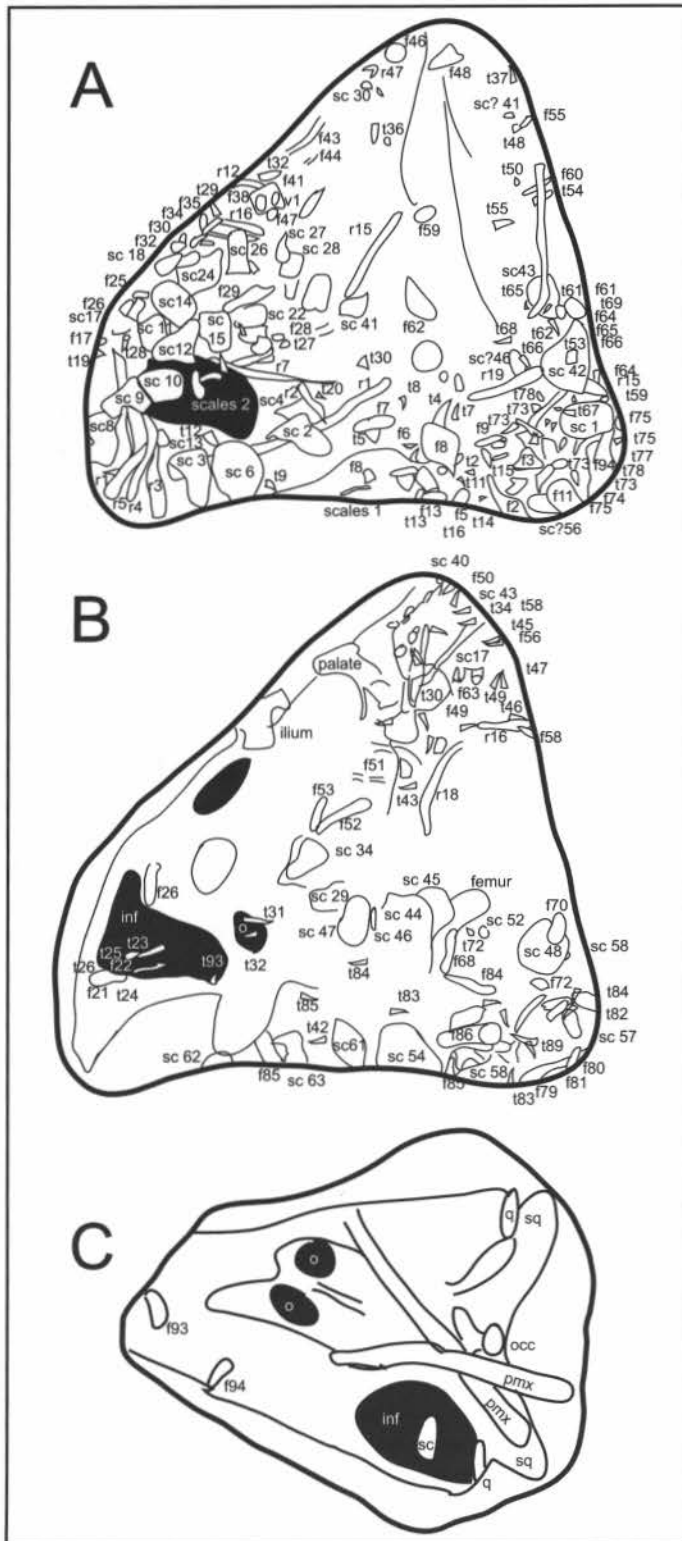 A
f46
r47
f48
t37
sc 30
sc? 41
f55
t36
t48
f43
f44
t32
r12
f41
t50
f60
t54
t29
f38
v1
f35
r16
f47
f34
f30
r15
f59
t55
f32
sc 27
sc 18
sc 26
sc 28
sc24
sc43
f25
f29
t65
t61
f61
sc14
t69
f26
sc 22
sc 41
f62
f64
sc17
sc 11
sc 15
f28
t62
f65
f17
t68
f66
t28
sc12
t27
sc?46
t66
t53
t19
r7
t30
sc 42
f64
sc 10
r1
t8
r19
r15
sc 9
scales 2
sc4
r2
t20
t78
t59
f7
t4
t7
t73
t67
sc8
t12
sc 2
t73
sc 1
f75
sc13
t5
f6
f8
f9
t75
sc 3
t2
f3
t77
r1
sc 6
t9
f8
t15
t73
f94
t78
r5
r3
t11
t73
r4
scales 1
f13
f5
f2
f11
f74
t13
t14
f75
t16
sc?56
B
sc 40
f50
sc 43
t58
t34
t45
f56
palate
sc17
t47
t30
f63
t49
f49
t46
ilium
r16
f58
f51
t43
r18
f53
f52
sc 34
sc 45
femur
f26
sc 29
sc 44
f70
inf
t31
sc 47
sc 52
o
sc 46
t72
sc 48
sc 58
t23
t25
f68
t26
f22
t93
t32
t84
f84
f72
f21
t24
t84
t85
t83
t82
t42
f86
sc 57
sc61
t89
sc 62
sc 54
f80
f85
sc 63
f85
sc 58
f81
f79
t83
C
q
sq
o
o
f93
occ
f94
pmx
inf
pmx
sc
sq
q